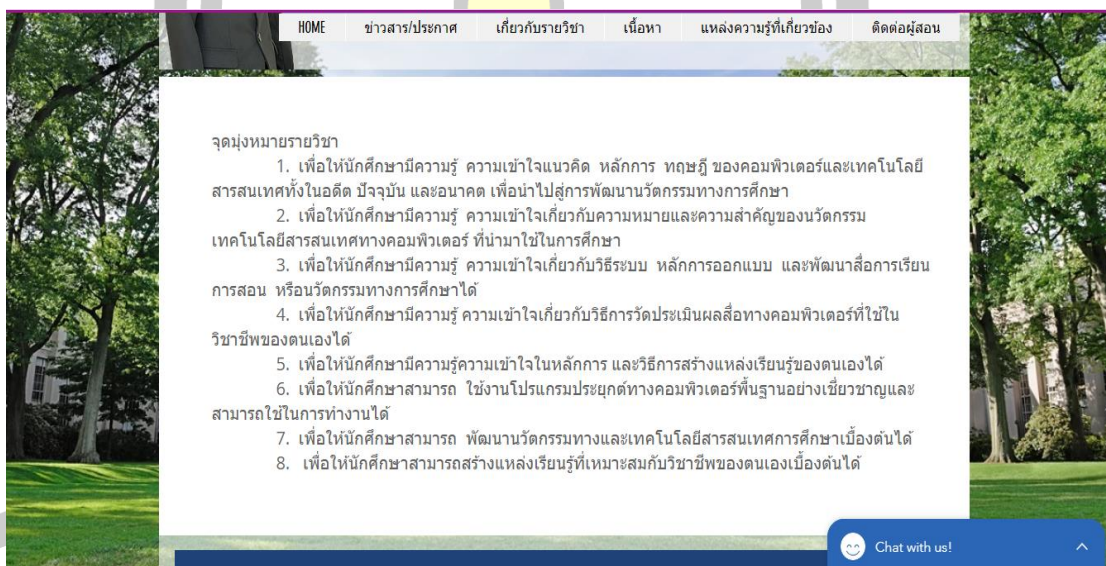 HOME ข่าวสาร/ประกาศ เกี่ยวกับรายวิชา เนื้อหา แหล่งความรู้ที่เกี่ยวข้อง ติดต่อผู้สอน
จุดมุ่งหมายรายวิชา
1. เพื่อให้นักศึกษามีความรู้ ความเข้าใจแนวคิด หลักการ ทฤษฎี ของคอมพิวเตอร์และเทคโนโลยี
สารสนเทศทั้งในอดีต ปัจจุบัน และอนาคต เพื่อนำไปสู่การพัฒนานวัตกรรมทางการศึกษา
2. เพื่อให้นักศึกษามีความรู้ ความเข้าใจเกี่ยวกับความหมายและความสำคัญของนวัตกรรม
เทคโนโลยีสารสนเทศทางคอมพิวเตอร์ ที่นำมาใช้ในการศึกษา
3. เพื่อให้นักศึกษามีความรู้ ความเข้าใจเกี่ยวกับวิธีระบบ หลักการออกแบบ และพัฒนาสื่อการเรียน
การสอน หรือนวัตกรรมทางการศึกษาได้
4. เพื่อให้นักศึกษามีความรู้ ความเข้าใจเกี่ยวกับวิธีการวัดประเมินผลสื่อทางคอมพิวเตอร์ที่ใช้ใน
วิชาชีพของตนเองได้
5. เพื่อให้นักศึกษามีความรู้ความเข้าใจในหลักการ และวิธีการสร้างแหล่งเรียนรู้ของตนเองได้
6. เพื่อให้นักศึกษาสามารถ ใช้งานโปรแกรมประยุกต์ทางคอมพิวเตอร์พื้นฐานอย่างเชี่ยวชาญและ
สามารถใช้ในการทำงานได้
7. เพื่อให้นักศึกษาสามารถ พัฒนานวัตกรรมทางและเทคโนโลยีสารสนเทศการศึกษาเบื้องต้นได้
8. เพื่อให้นักศึกษาสามารถสร้างแหล่งเรียนรู้ที่เหมาะสมกับวิชาชีพของตนเองเบื้องต้นได้
Chat with us!